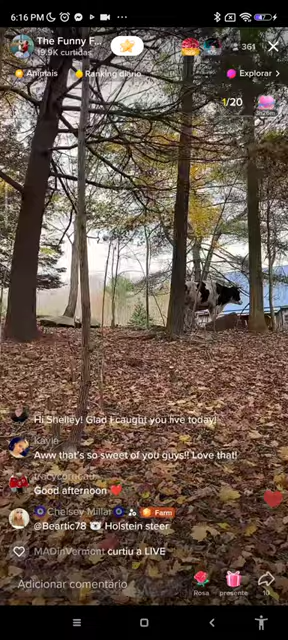 6:16 PM
47
The Funny F...
19.9K curtidas
361
Animais
Ranking diário
Explorar >
1/20
Hi Shelley! Glad I caught you live today!
Kayle
Aww that's so sweet of you guys!! Love that!
Good afternoon ❤️
Chelsey Millar
Farm
@Beartic78 Holstein steer
MADinVermont curtiu a LIVE
Adicionar comentário
Rosa
presente
10